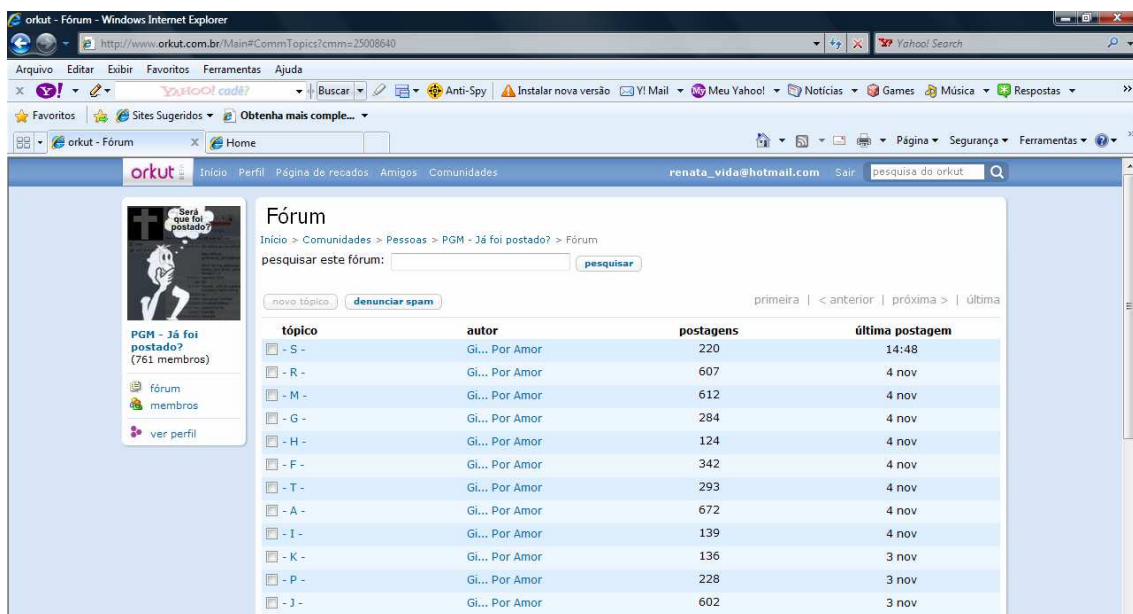 orkut - Fórum - Windows Internet Explorer
http://www.orkut.com.br/Main#CommTopics?cmm=25008640
Yahoo! Search
Arquivo Editar Exibir Favoritos Ferramentas Ajuda
x Y! YAHOO! cadê? Buscar Anti-Spy Instalar nova versão Y! Mail Meu Yahoo! Notícias Games Música Respostas >>
Favoritos Sites Sugeridos Obtenha mais comple...
orkut - Fórum x Home Página Segurança Ferramentas
orkut Início Perfil Página de recados Amigos Comunidades renata_vida@hotmail.com Sair pesquisa do orkut
Será que foi postado?
PGM - Já foi postado?
(761 membros)
fórum
membros
ver perfil
Fórum
Início > Comunidades > Pessoas > PGM - Já foi postado? > Fórum
pesquisar este fórum: pesquisar
novo tópico denunciar spam primeira | < anterior | próxima > | última
tópico autor postagens última postagem
- S - Gi... Por Amor 220 14:48
- R - Gi... Por Amor 607 4 nov
- M - Gi... Por Amor 612 4 nov
- G - Gi... Por Amor 284 4 nov
- H - Gi... Por Amor 124 4 nov
- F - Gi... Por Amor 342 4 nov
- T - Gi... Por Amor 293 4 nov
- A - Gi... Por Amor 672 4 nov
- I - Gi... Por Amor 139 4 nov
- K - Gi... Por Amor 136 3 nov
- P - Gi... Por Amor 228 3 nov
- J - Gi... Por Amor 602 3 nov